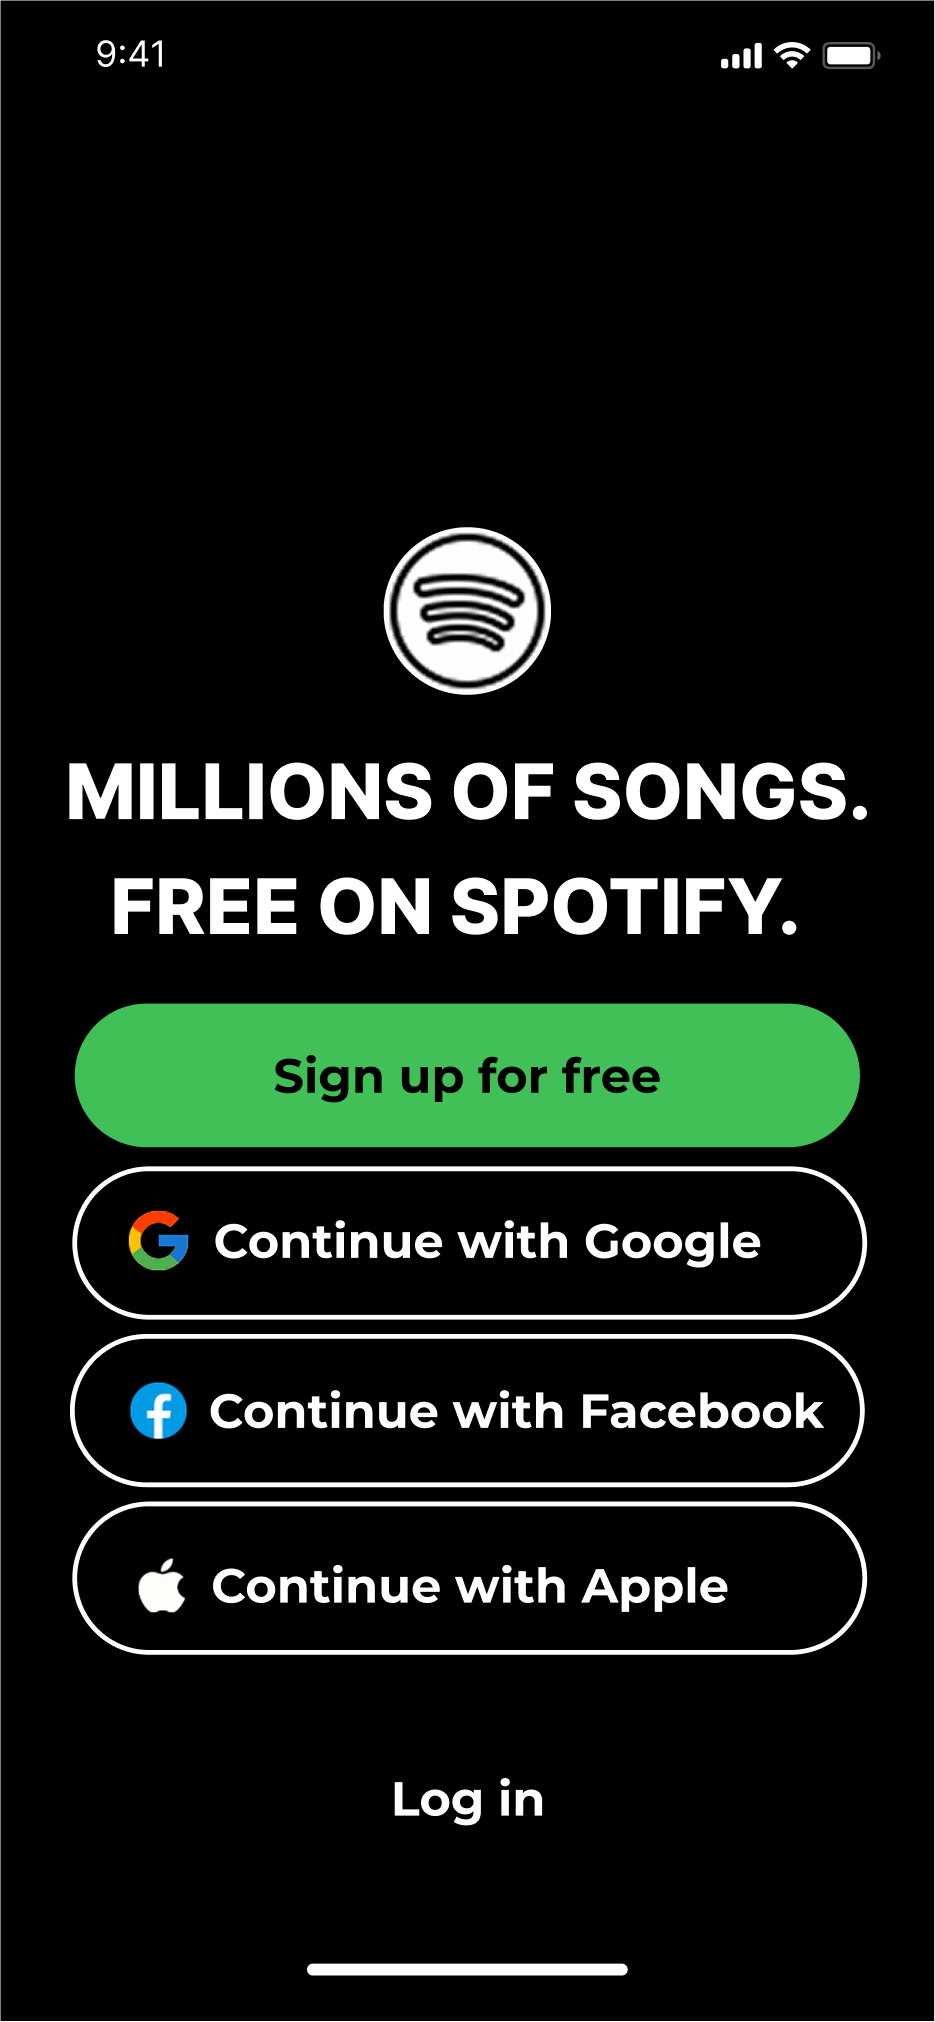 9:41
MILLIONS OF SONGS.
FREE ON SPOTIFY.
Sign up for free
Continue with Google
Continue with Facebook
Continue with Apple
Log in